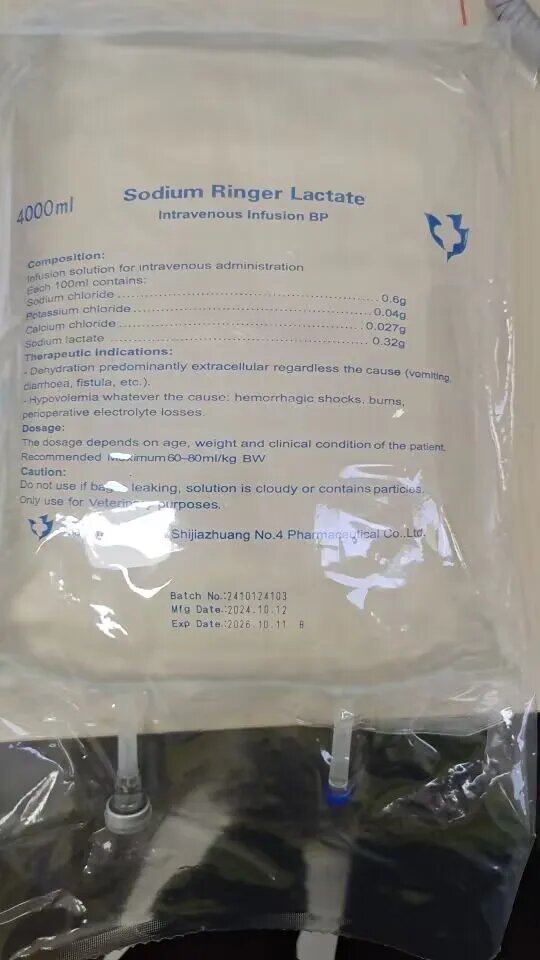 4000ml
Sodium Ringer Lactate
Intravenous Infusion BP
Composition:
Infusion solution for intravenous administration
Each 100ml contains:
Sodium chloride ........................................ 0.6g
Potassium chloride ........................................ 0.04g
Calcium chloride ........................................ 0.027g
Sodium lactate ........................................ 0.32g
Therapeutic indications:
- Dehydration predominantly extracellular regardless the cause (vomiting,
diarrhoea, fistula, etc.).
- Hypovolemia whatever the cause: hemorrhagic shocks, burns,
perioperative electrolyte losses.
Dosage:
The dosage depends on age, weight and clinical condition of the patient.
Recommended Maximum 60–80ml/kg BW
Caution:
Do not use if bag leaking, solution is cloudy or contains particles.
Only use for Veterinary purposes.
Shijiazhuang No.4 Pharmaceutical Co.,Ltd.
Batch No.:2410124103
Mfg Date.:2024.10.12
Exp Date.:2026.10.11 B